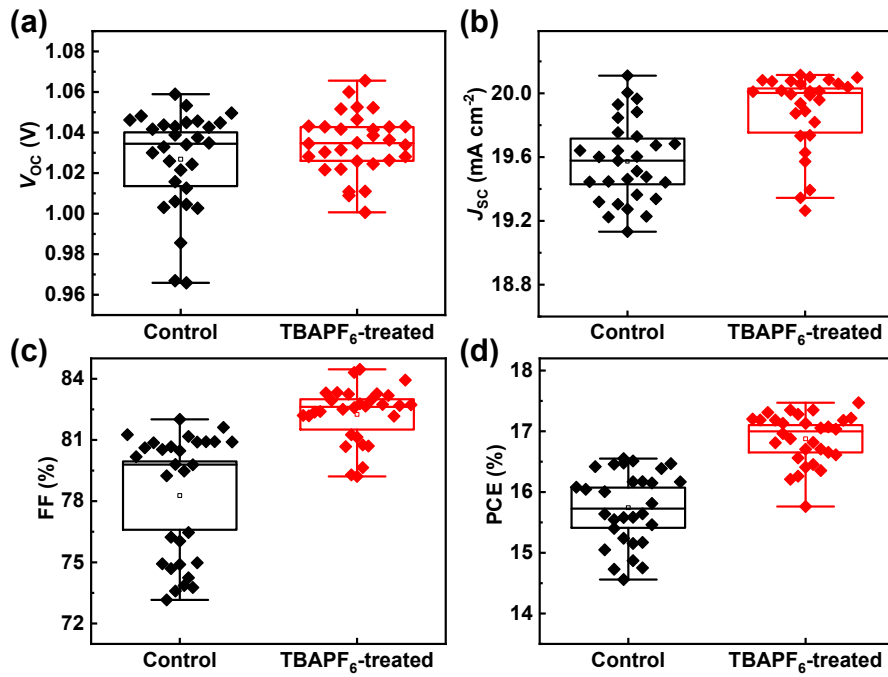 (a)
V_OC (V)
1.08
1.06
1.04
1.02
1.00
0.98
0.96
Control
TBAPF₆-treated
(b)
J_SC (mA cm⁻²)
20.0
19.6
19.2
18.8
Control
TBAPF₆-treated
(c)
FF (%)
84
81
78
75
72
Control
TBAPF₆-treated
(d)
PCE (%)
18
17
16
15
14
Control
TBAPF₆-treated